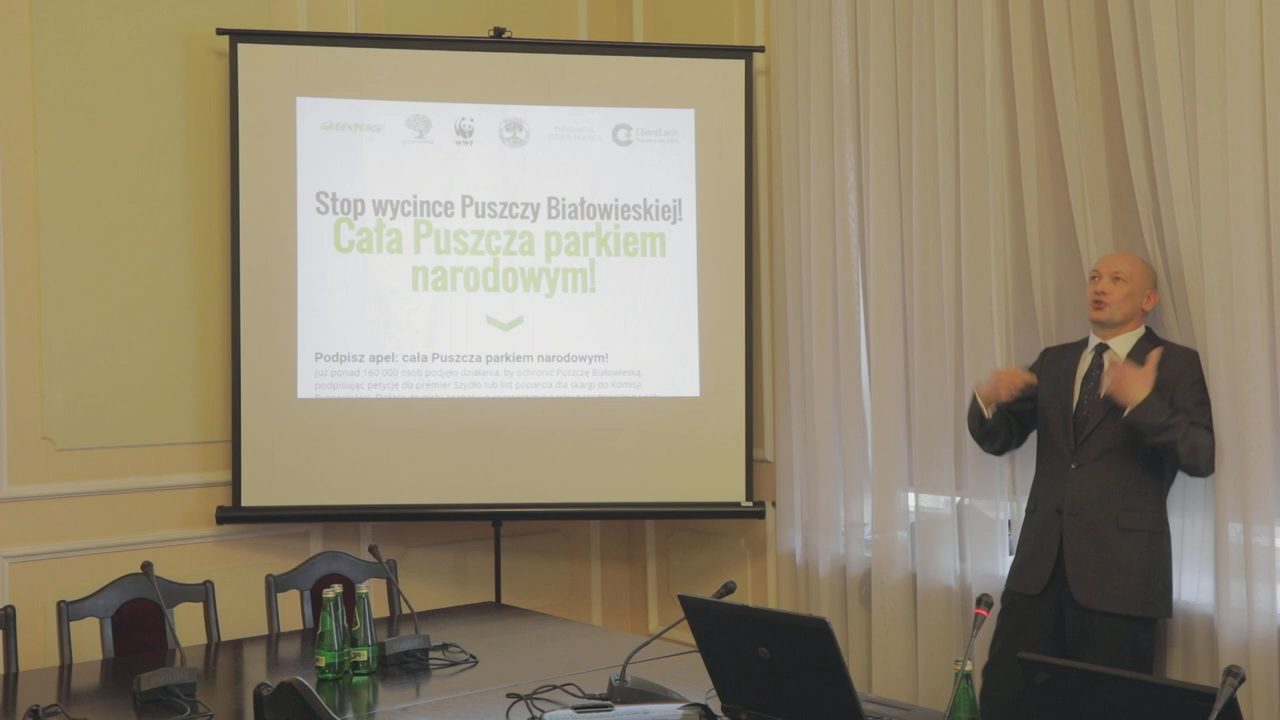 GREENPEACE
WWF
ClientEarth
Stop wycince Puszczy Białowieskiej!
Cała Puszcza parkiem
narodowym!
Podpisz apel: cała Puszcza parkiem narodowym!
Już ponad 160 000 osób podjęło działania, by ochronić Puszczę Białowieską,
podpisując petycję do premier Szydło lub list poparcia dla skargi do Komisji